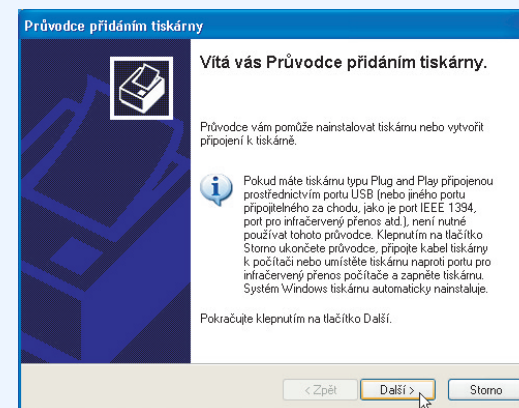 Průvodce přidáním tiskárny
Vítá vás Průvodce přidáním tiskárny.
Průvodce vám pomůže nainstalovat tiskárnu nebo vytvořit
připojení k tiskárně.
Pokud máte tiskárnu typu Plug and Play připojenou
prostřednictvím portu USB (nebo jiného portu
připojitelného za chodu, jako je port IEEE 1394,
port pro infračervený přenos atd.), není nutné
používat tohoto průvodce. Klepnutím na tlačítko
Storno ukončete průvodce, připojte kabel tiskárny
k počítači nebo umístěte tiskárnu naproti portu pro
infračervený přenos počítače a zapněte tiskárnu.
Systém Windows tiskárnu automaticky nainstaluje.
Pokračujte klepnutím na tlačítko Další.
< Zpět Další > Storno